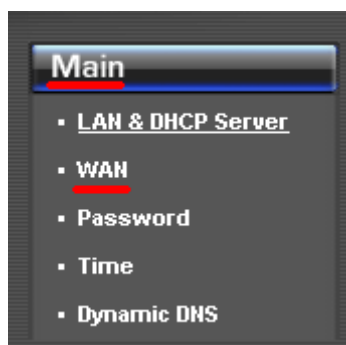 Main
LAN & DHCP Server
WAN
Password
Time
Dynamic DNS